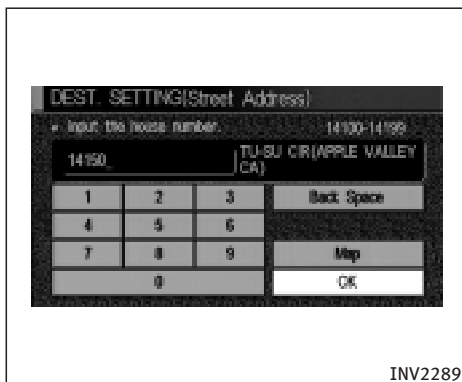 DEST. SETTING(Street Address)
Input the house number. 14100-14199
14150_ TU-SU CIR(APPLE VALLEY
CA)
1 2 3 Back Space
4 5 6
7 8 9 Map
0 OK
INV2289